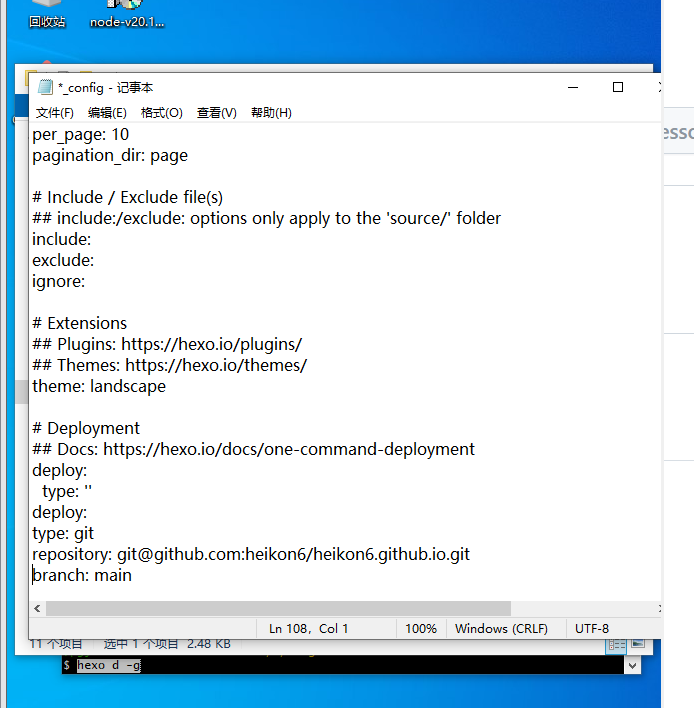 回收站
node-v20.1...
*_config - 记事本
文件(F) 编辑(E) 格式(O) 查看(V) 帮助(H)
per_page: 10
pagination_dir: page
# Include / Exclude file(s)
## include:/exclude: options only apply to the 'source/' folder
include:
exclude:
ignore:
# Extensions
## Plugins: https://hexo.io/plugins/
## Themes: https://hexo.io/themes/
theme: landscape
# Deployment
## Docs: https://hexo.io/docs/one-command-deployment
deploy:
  type: ''
deploy:
type: git
repository: git@github.com:heikon6/heikon6.github.io.git
branch: main
Ln 108, Col 1
100%
Windows (CRLF)
UTF-8
11 个项目
选中 1 个项目 2.48 KB
$ hexo d -g